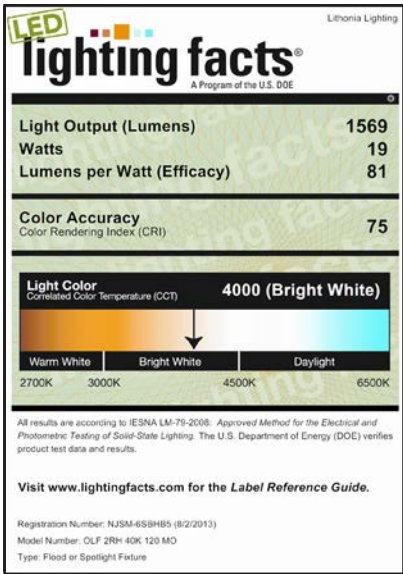 Lithonia Lighting
LED
lighting facts®
A Program of the U.S. DOE
Light Output (Lumens) 1569
Watts 19
Lumens per Watt (Efficacy) 81
Color Accuracy 75
Color Rendering Index (CRI)
Light Color
Correlated Color Temperature (CCT) 4000 (Bright White)
Warm White Bright White Daylight
2700K 3000K 4500K 6500K
All results are according to IESNA LM-79-2008: Approved Method for the Electrical and
Photometric Testing of Solid-State Lighting. The U.S. Department of Energy (DOE) verifies
product test data and results.
Visit www.lightingfacts.com for the Label Reference Guide.
Registration Number: NJSM-6SBHB5 (8/2/2013)
Model Number: OLF 2RH 40K 120 MO
Type: Flood or Spotlight Fixture